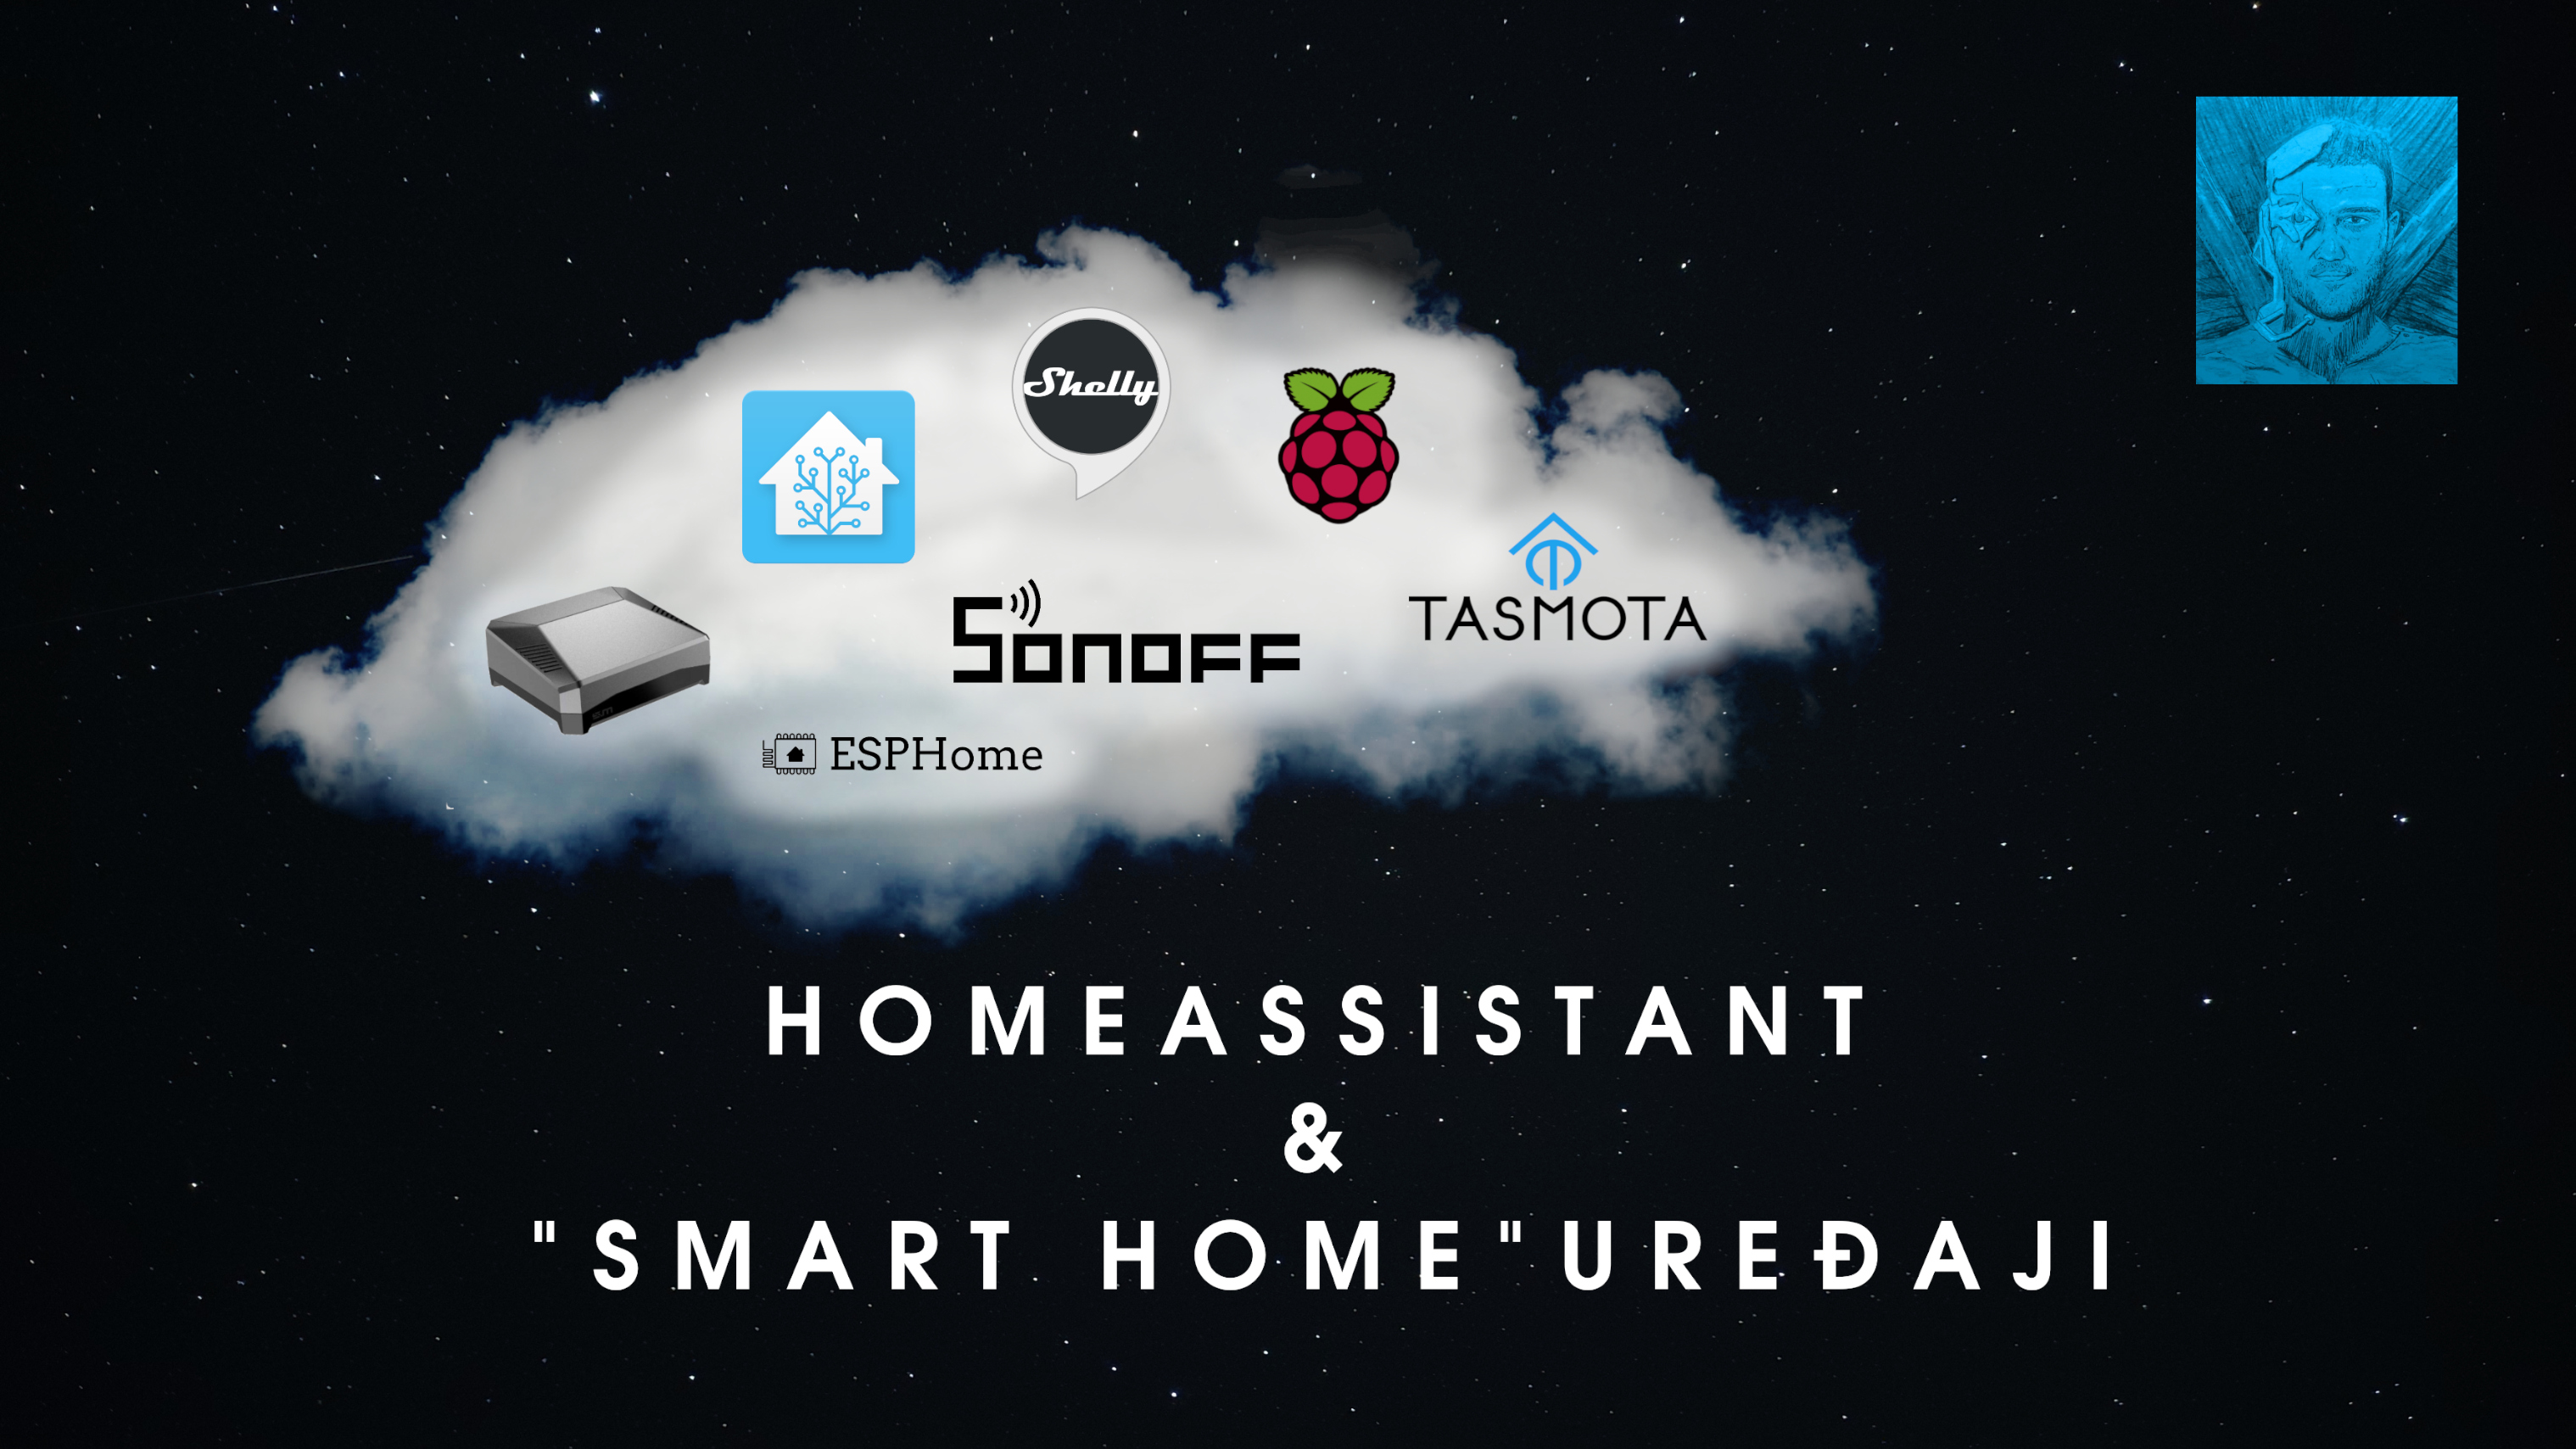 Shelly
TASMOTA
SONOFF
ESPHome
HOMEASSISTANT
&
"SMART HOME"UREĐAJI